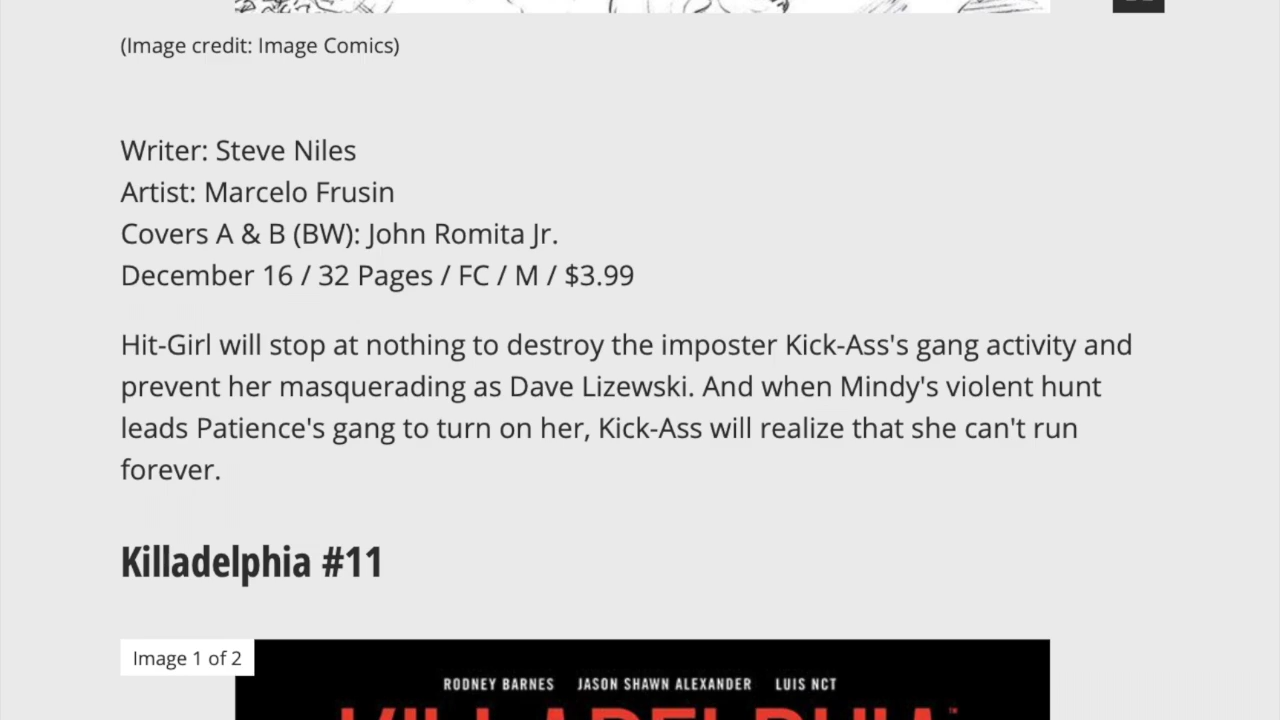 (Image credit: Image Comics)
Writer: Steve Niles
Artist: Marcelo Frusin
Covers A & B (BW): John Romita Jr.
December 16 / 32 Pages / FC / M / $3.99
Hit-Girl will stop at nothing to destroy the imposter Kick-Ass's gang activity and
prevent her masquerading as Dave Lizewski. And when Mindy's violent hunt
leads Patience's gang to turn on her, Kick-Ass will realize that she can't run
forever.
Killadelphia #11
Image 1 of 2
RODNEY BARNES JASON SHAWN ALEXANDER LUIS NCT
KILLADELPHIA™